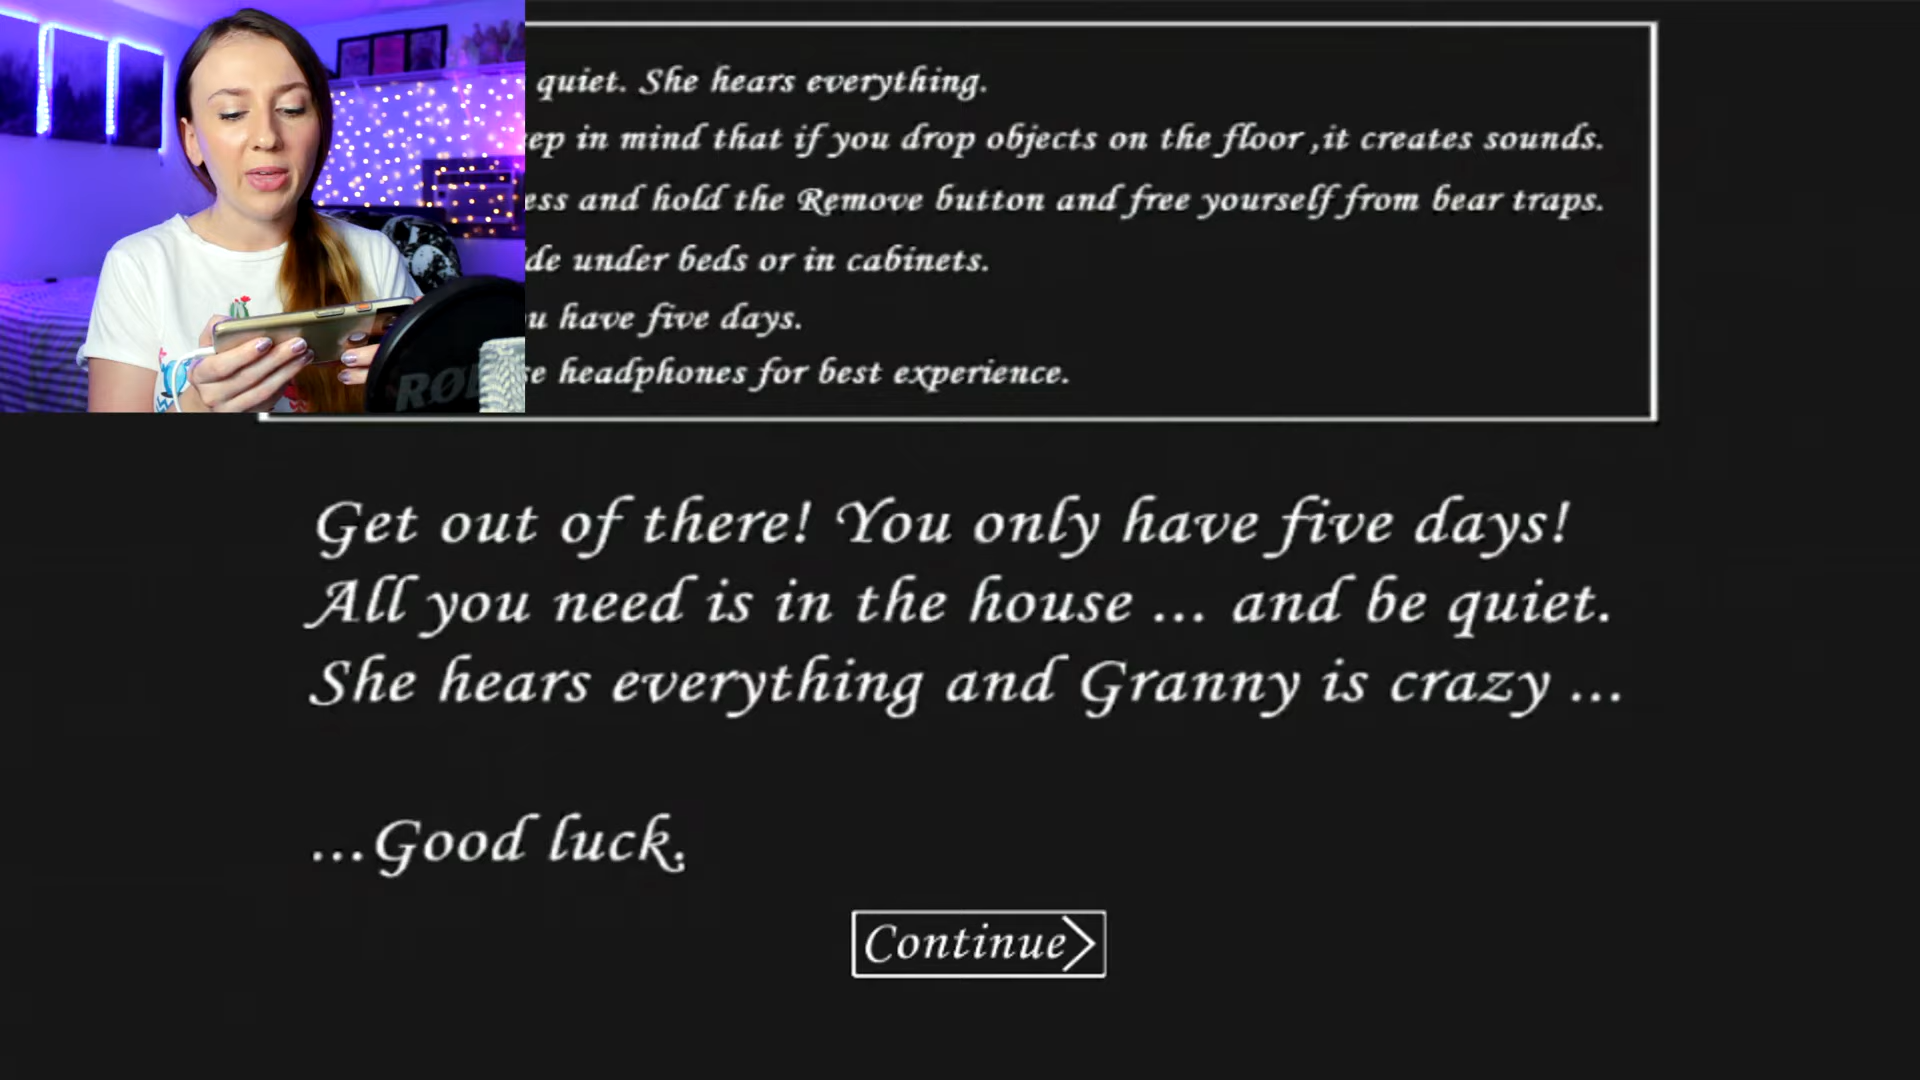 quiet. She hears everything.
in mind that if you drop objects on the floor ,it creates sounds.
and hold the Remove button and free yourself from bear traps.
under beds or in cabinets.
have five days.
headphones for best experience.
Get out of there! You only have five days!
All you need is in the house ... and be quiet.
She hears everything and Granny is crazy ...
...Good luck.
Continue>